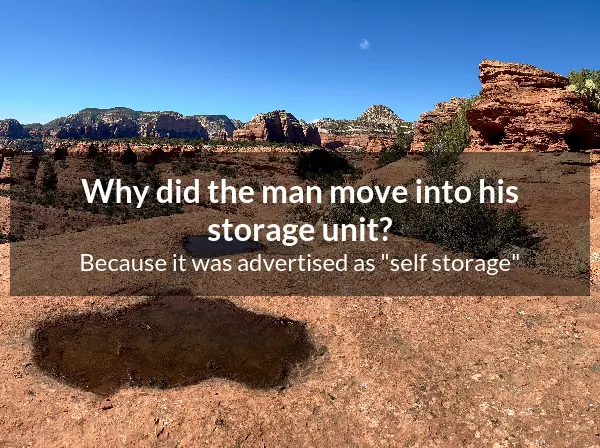 Why did the man move into his
storage unit?
Because it was advertised as "self storage"